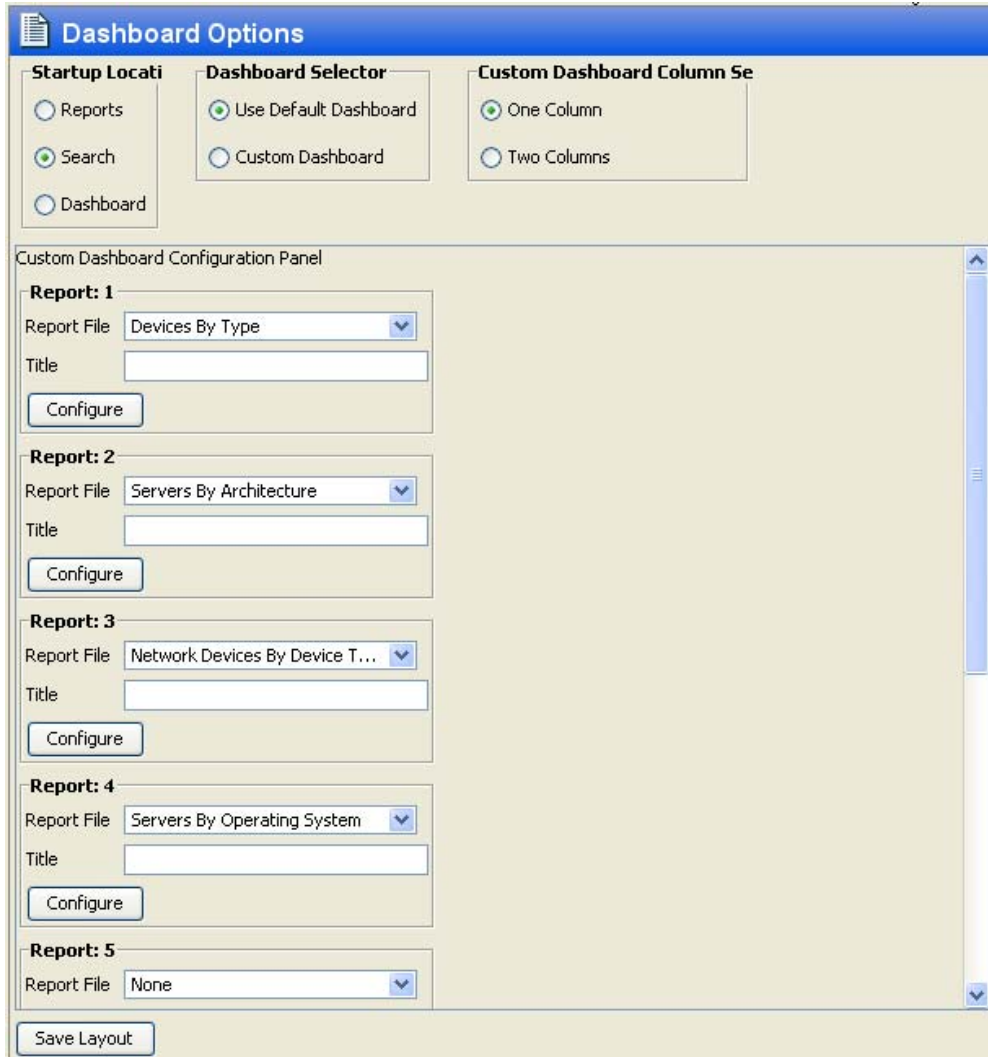 Dashboard Options
Startup Locati
Reports
Search
Dashboard
Dashboard Selector
Use Default Dashboard
Custom Dashboard
Custom Dashboard Column Se
One Column
Two Columns
Custom Dashboard Configuration Panel
Report: 1
Report File Devices By Type
Title
Configure
Report: 2
Report File Servers By Architecture
Title
Configure
Report: 3
Report File Network Devices By Device T...
Title
Configure
Report: 4
Report File Servers By Operating System
Title
Configure
Report: 5
Report File None
Save Layout